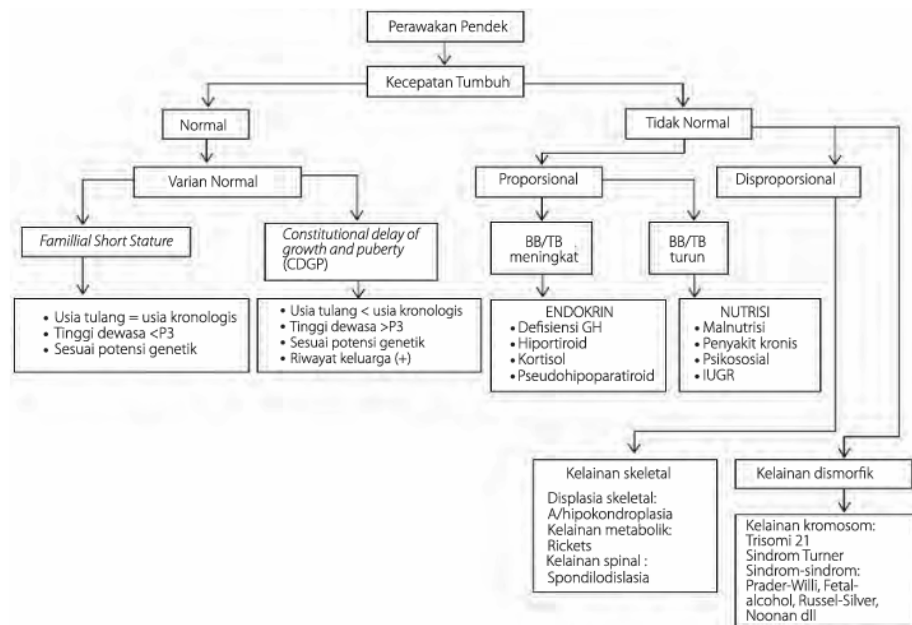 Perawakan Pendek
Kecepatan Tumbuh
Normal
Tidak Normal
Varian Normal
Proporsional
Disproporsional
Famillial Short Stature
Constitutional delay of
growth and puberty
(CDGP)
BB/TB
meningkat
BB/TB
turun
• Usia tulang = usia kronologis
• Tinggi dewasa <P3
• Sesuai potensi genetik
• Usia tulang < usia kronologis
• Tinggi dewasa >P3
• Sesuai potensi genetik
• Riwayat keluarga (+)
ENDOKRIN
• Defisiensi GH
• Hiportiroid
• Kortisol
• Pseudohipoparatiroid
NUTRISI
• Malnutrisi
• Penyakit kronis
• Psikososial
• IUGR
Kelainan skeletal
Displasia skeletal:
A/hipokondroplasia
Kelainan metabolik:
Rickets
Kelainan spinal :
Spondilodislasia
Kelainan dismorfik
Kelainan kromosom:
Trisomi 21
Sindrom Turner
Sindrom-sindrom:
Prader-Willi, Fetal-
alcohol, Russel-Silver,
Noonan dll